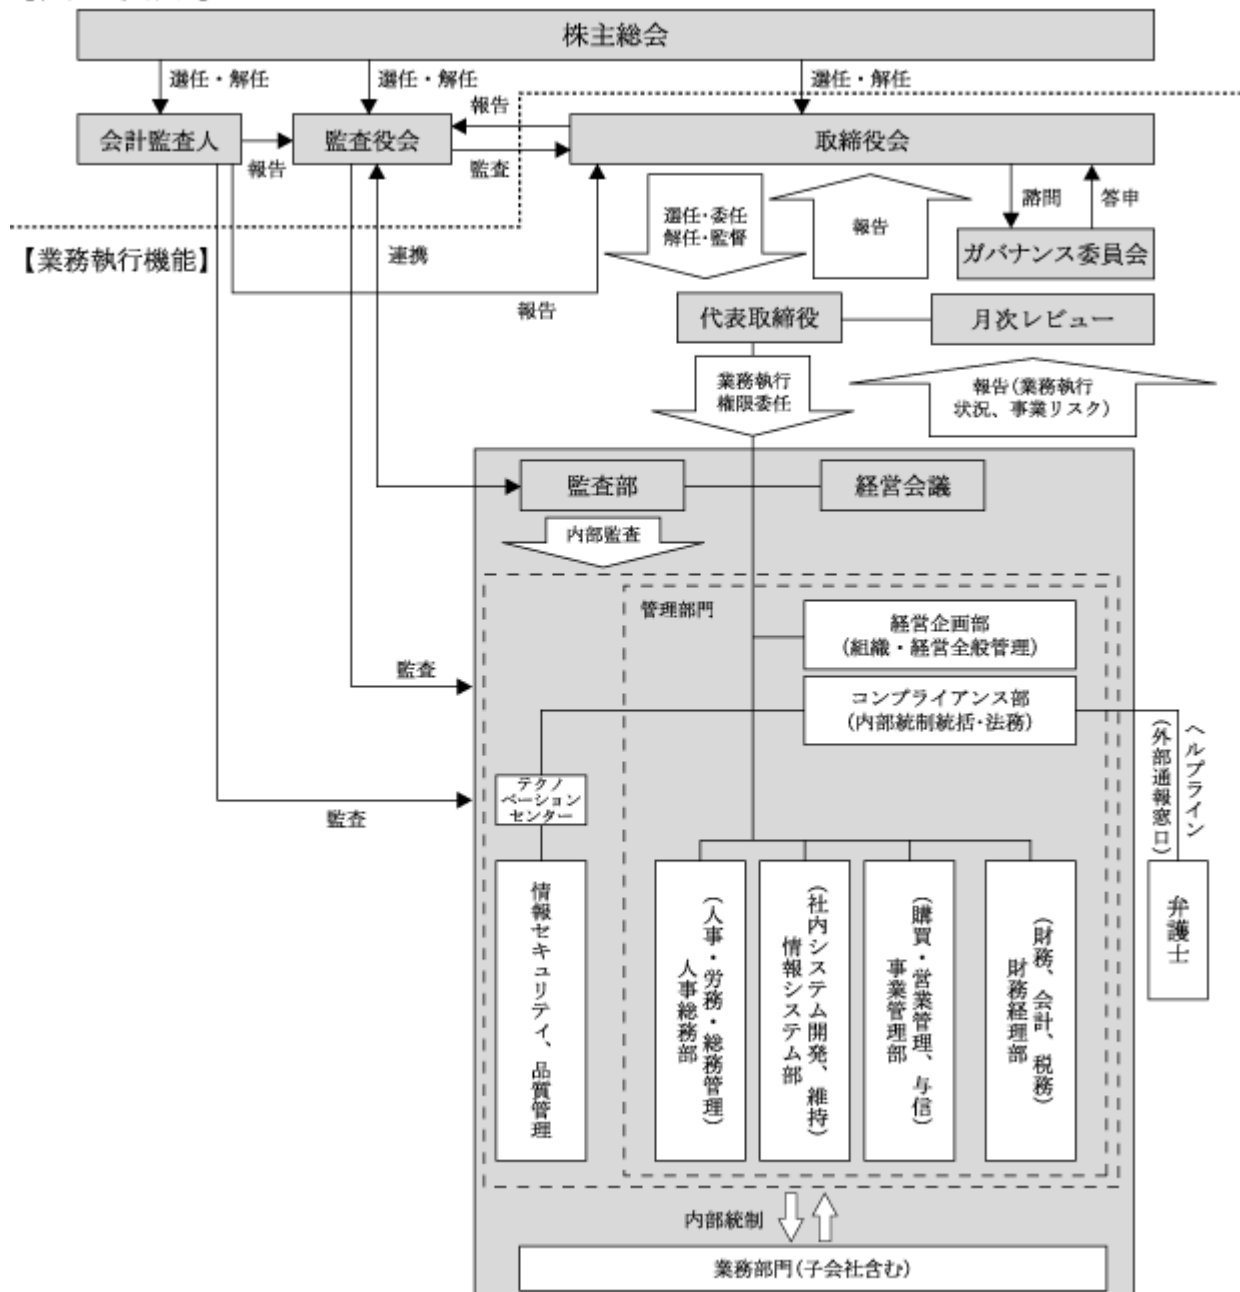 株主総会
選任・解任
選任・解任
選任・解任
報告
会計監査人
監査役会
取締役会
報告
監査
諮問
答申
選任・委任
解任・監督
報告
【業務執行機能】
連携
ガバナンス委員会
報告
代表取締役
月次レビュー
業務執行
権限委任
報告(業務執行
状況、事業リスク)
監査部
経営会議
内部監査
管理部門
経営企画部
(組織・経営全般管理)
監査
コンプライアンス部
(内部統制統括・法務)
ヘルプライン
(外部通報窓口)
テクノ
ベーション
センター
監査
情報セキュリティ、品質管理
人事総務部
(人事・労務・総務管理)
情報システム部
(社内システム開発、維持)
事業管理部
(購買・営業管理、与信)
財務経理部
(財務、会計、税務)
弁護士
内部統制
業務部門(子会社含む)